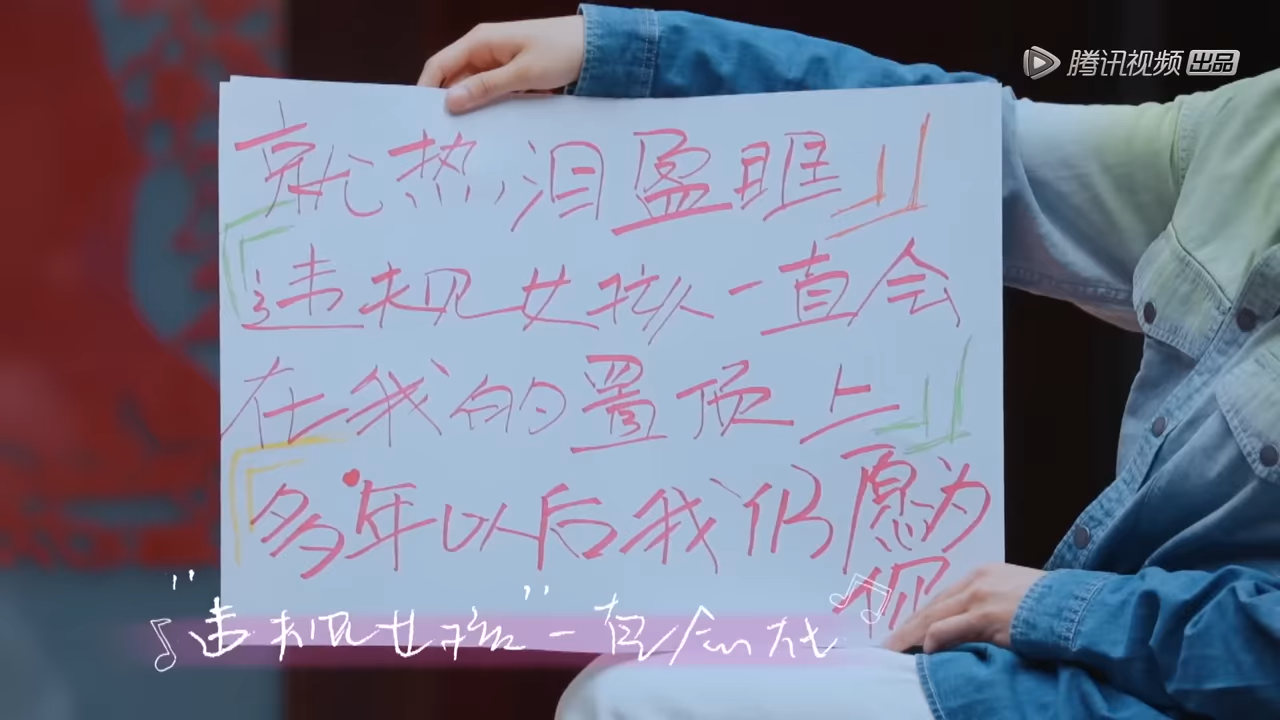 腾讯视频 出品
就热泪盈眶』
『违规女孩一直会
在我的置顶上』
『多年以后我仍愿为
你
♪"违规女孩"一直会在♪